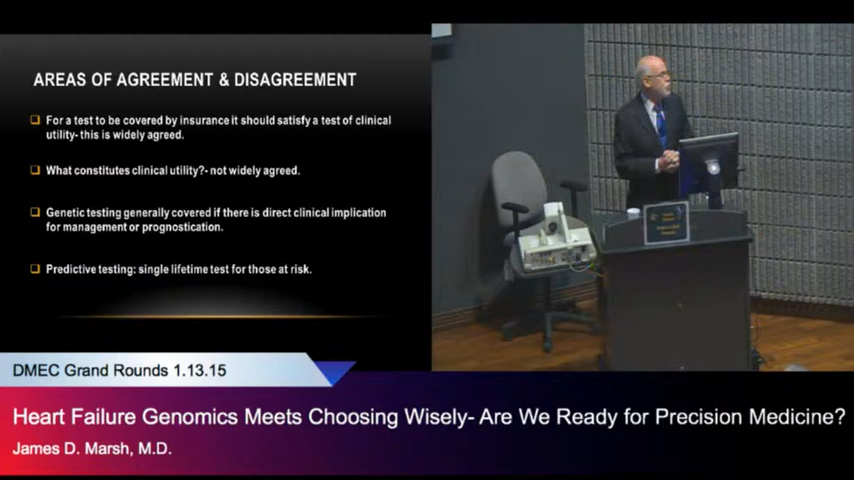 AREAS OF AGREEMENT & DISAGREEMENT
For a test to be covered by insurance it should satisfy a test of clinical
utility- this is widely agreed.
What constitutes clinical utility?- not widely agreed.
Genetic testing generally covered if there is direct clinical implication
for management or prognostication.
Predictive testing: single lifetime test for those at risk.
DMEC Grand Rounds 1.13.15
Heart Failure Genomics Meets Choosing Wisely- Are We Ready for Precision Medicine?
James D. Marsh, M.D.